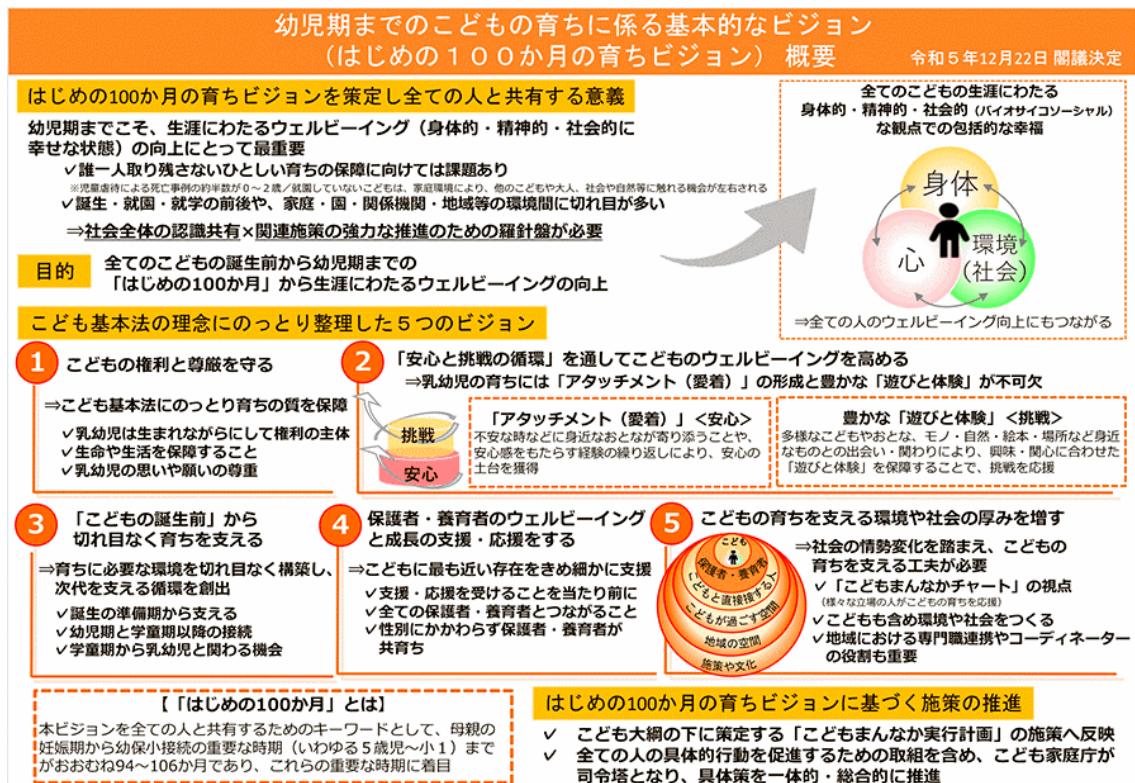 幼児期までのこどもの育ちに係る基本的なビジョン
（はじめの１００か月の育ちビジョン） 概要
令和５年12月22日 閣議決定
はじめの100か月の育ちビジョンを策定し全ての人と共有する意義
幼児期までこそ、生涯にわたるウェルビーイング（身体的・精神的・社会的に
幸せな状態）の向上にとって最重要
✓誰一人取り残さないひとしい育ちの保障に向けては課題あり
※児童虐待による死亡事例の約半数が０～２歳／就園していないこどもは、家庭環境により、他のこどもや大人、社会や自然等に触れる機会が左右される
✓誕生・就園・就学の前後や、家庭・園・関係機関・地域等の環境間に切れ目が多い
⇒社会全体の認識共有×関連施策の強力な推進のための羅針盤が必要
目的
全てのこどもの誕生前から幼児期までの
「はじめの100か月」から生涯にわたるウェルビーイングの向上
全てのこどもの生涯にわたる
身体的・精神的・社会的（バイオサイコソーシャル）
な観点での包括的な幸福
身体
心
環境
(社会)
⇒全ての人のウェルビーイング向上にもつながる
こども基本法の理念にのっとり整理した５つのビジョン
1
こどもの権利と尊厳を守る
⇒こども基本法にのっとり育ちの質を保障
✓乳幼児は生まれながらにして権利の主体
✓生命や生活を保障すること
✓乳幼児の思いや願いの尊重
2
「安心と挑戦の循環」を通してこどものウェルビーイングを高める
⇒乳幼児の育ちには「アタッチメント（愛着）」の形成と豊かな「遊びと体験」が不可欠
挑戦
安心
「アタッチメント（愛着）」＜安心＞
不安な時などに身近なおとなが寄り添うことや、
安心感をもたらす経験の繰り返しにより、安心の
土台を獲得
豊かな「遊びと体験」＜挑戦＞
多様なこどもやおとな、モノ・自然・絵本・場所など身近
なものとの出会い・関わりにより、興味・関心に合わせた
「遊びと体験」を保障することで、挑戦を応援
3
「こどもの誕生前」から
切れ目なく育ちを支える
⇒育ちに必要な環境を切れ目なく構築し、
次代を支える循環を創出
✓誕生の準備期から支える
✓幼児期と学童期以降の接続
✓学童期から乳幼児と関わる機会
4
保護者・養育者のウェルビーイング
と成長の支援・応援をする
⇒こどもに最も近い存在をきめ細かに支援
✓支援・応援を受けることを当たり前に
✓全ての保護者・養育者とつながること
✓性別にかかわらず保護者・養育者が
共育ち
5
こどもの育ちを支える環境や社会の厚みを増す
こども
保護者・養育者
こどもと直接接する人
こどもが過ごす空間
地域の空間
施策や文化
⇒社会の情勢変化を踏まえ、こどもの
育ちを支える工夫が必要
✓「こどもまんなかチャート」の視点
（様々な立場の人がこどもの育ちを応援）
✓こどもも含め環境や社会をつくる
✓地域における専門職連携やコーディネーター
の役割も重要
【「はじめの100か月」とは】
本ビジョンを全ての人と共有するためのキーワードとして、母親の
妊娠期から幼保小接続の重要な時期（いわゆる５歳児～小１）まで
がおおむね94～106か月であり、これらの重要な時期に着目
はじめの100か月の育ちビジョンに基づく施策の推進
✓ こども大綱の下に策定する「こどもまんなか実行計画」の施策へ反映
✓ 全ての人の具体的行動を促進するための取組を含め、こども家庭庁が
司令塔となり、具体策を一体的・総合的に推進